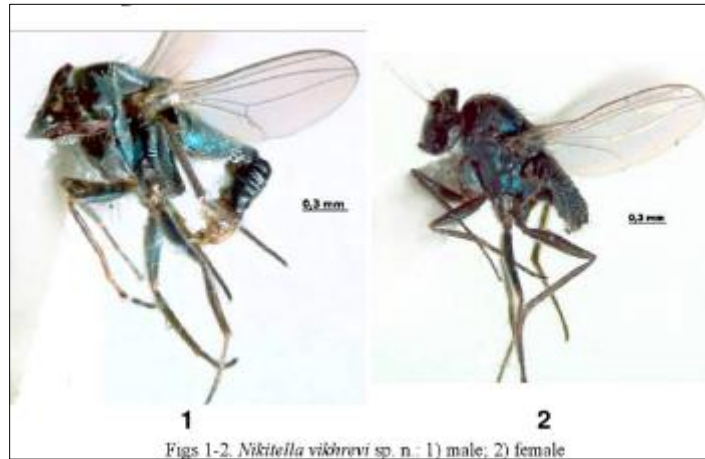 0,3 mm
0,3 mm
1
2
Figs 1-2. Nikitella vikhrevi sp. n.: 1) male; 2) female